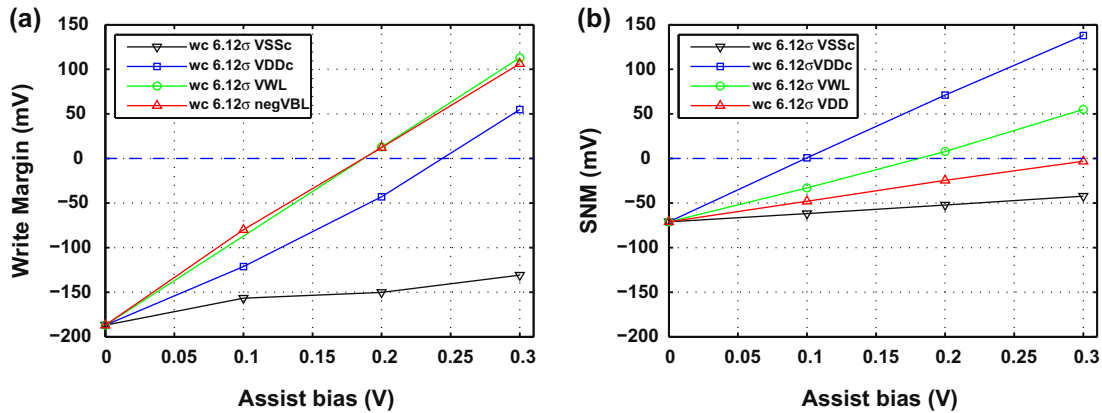 (a)
150
100
50
0
−50
−100
−150
−200
Write Margin (mV)
wc 6.12σ VSSc
wc 6.12σ VDDc
wc 6.12σ VWL
wc 6.12σ negVBL
0 0.05 0.1 0.15 0.2 0.25 0.3
Assist bias (V)
(b)
150
100
50
0
−50
−100
−150
−200
SNM (mV)
wc 6.12σ VSSc
wc 6.12σVDDc
wc 6.12σ VWL
wc 6.12σ VDD
0 0.05 0.1 0.15 0.2 0.25 0.3
Assist bias (V)